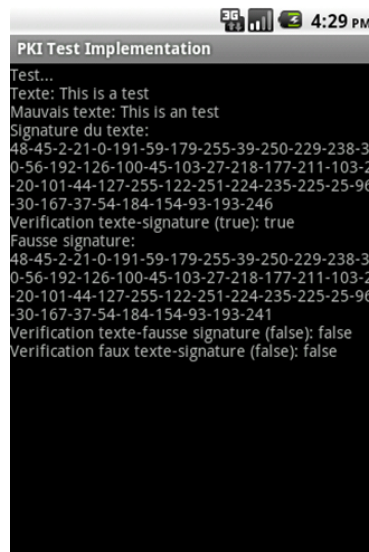 3G 4:29 PM
PKI Test Implementation
Test...
Texte: This is a test
Mauvais texte: This is an test
Signature du texte:
48-45-2-21-0-191-59-179-255-39-250-229-238-3
0-56-192-126-100-45-103-27-218-177-211-103-2
-20-101-44-127-255-122-251-224-235-225-25-96
-30-167-37-54-184-154-93-193-246
Verification texte-signature (true): true
Fausse signature:
48-45-2-21-0-191-59-179-255-39-250-229-238-3
0-56-192-126-100-45-103-27-218-177-211-103-2
-20-101-44-127-255-122-251-224-235-225-25-96
-30-167-37-54-184-154-93-193-241
Verification texte-fausse signature (false): false
Verification faux texte-signature (false): false